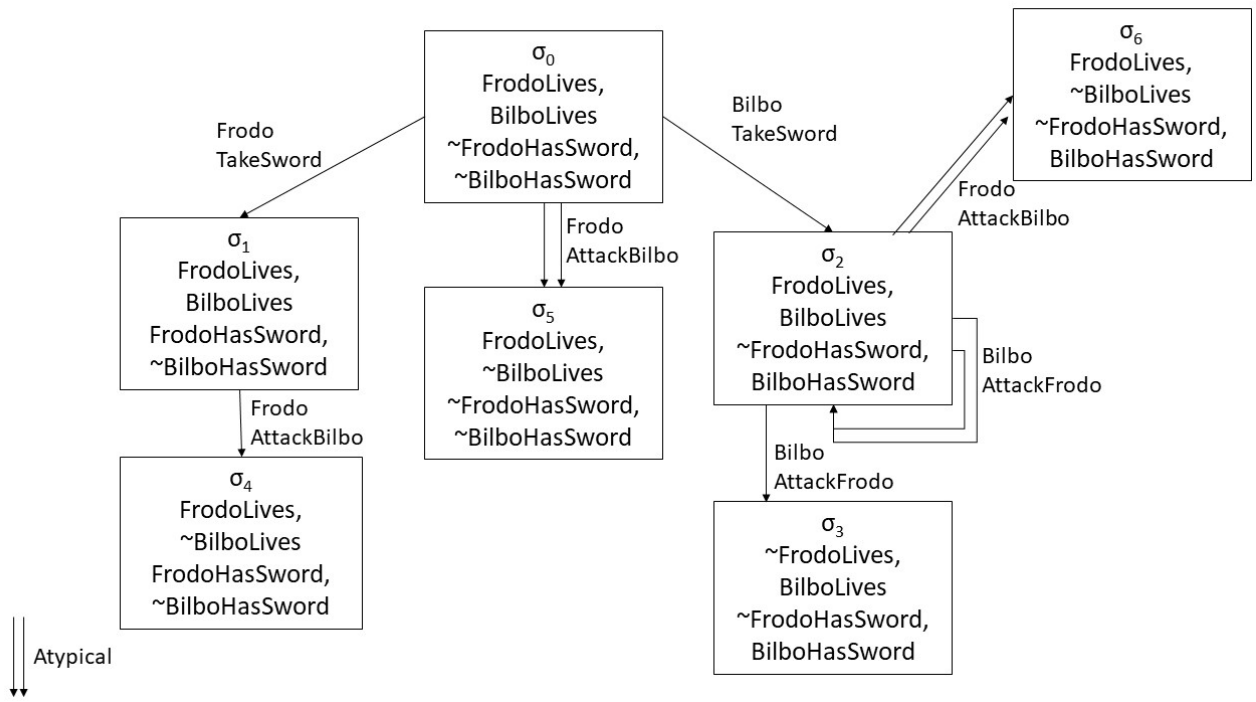 σ0
FrodoLives,
BilboLives
~FrodoHasSword,
~BilboHasSword
σ6
FrodoLives,
~BilboLives
~FrodoHasSword,
BilboHasSword
Frodo
TakeSword
Bilbo
TakeSword
Frodo
AttackBilbo
Frodo
AttackBilbo
σ1
FrodoLives,
BilboLives
FrodoHasSword,
~BilboHasSword
σ5
FrodoLives,
~BilboLives
~FrodoHasSword,
~BilboHasSword
σ2
FrodoLives,
BilboLives
~FrodoHasSword,
BilboHasSword
Bilbo
AttackFrodo
Frodo
AttackBilbo
Bilbo
AttackFrodo
σ4
FrodoLives,
~BilboLives
FrodoHasSword,
~BilboHasSword
σ3
~FrodoLives,
BilboLives
~FrodoHasSword,
BilboHasSword
Atypical